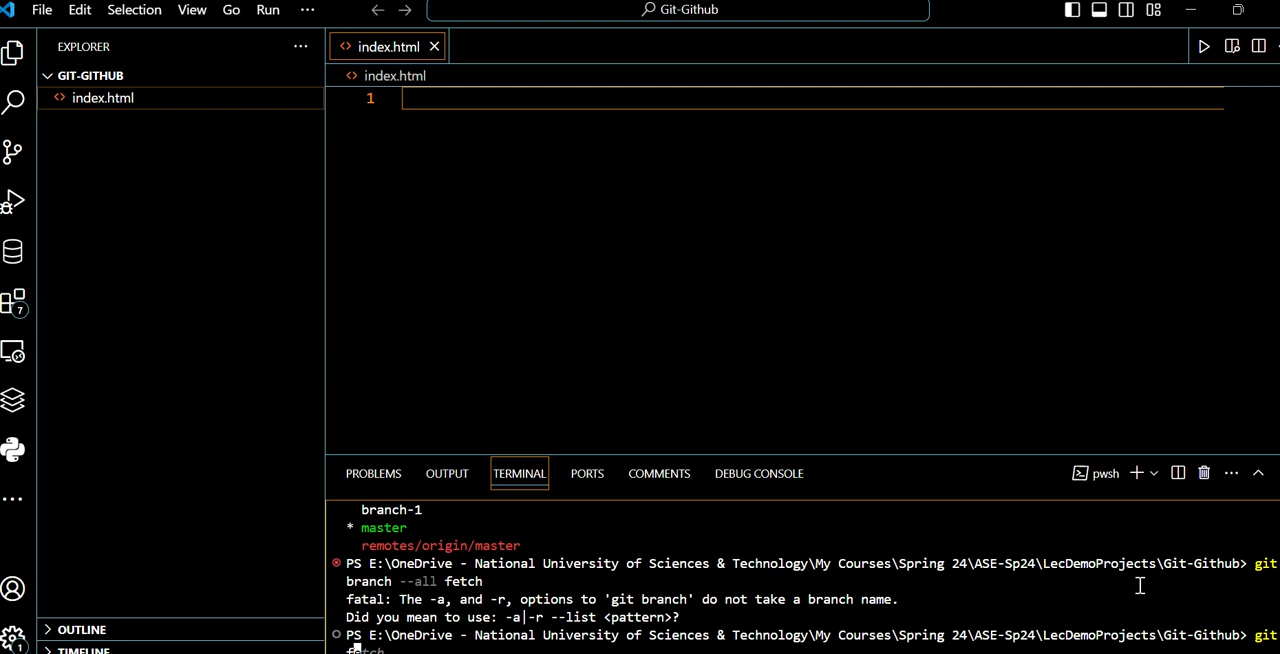 File Edit Selection View Go Run ··· Git-Github
EXPLORER ···
index.html
GIT-GITHUB
index.html
index.html
1
7
PROBLEMS OUTPUT TERMINAL PORTS COMMENTS DEBUG CONSOLE pwsh ···
branch-1
* master
remotes/origin/master
PS E:\OneDrive - National University of Sciences & Technology\My Courses\Spring 24\ASE-Sp24\LecDemoProjects\Git-Github> git
branch --all fetch
fatal: The -a, and -r, options to 'git branch' do not take a branch name.
Did you mean to use: -a|-r --list <pattern>?
PS E:\OneDrive - National University of Sciences & Technology\My Courses\Spring 24\ASE-Sp24\LecDemoProjects\Git-Github> git
fetch
OUTLINE
TIMELINE
1